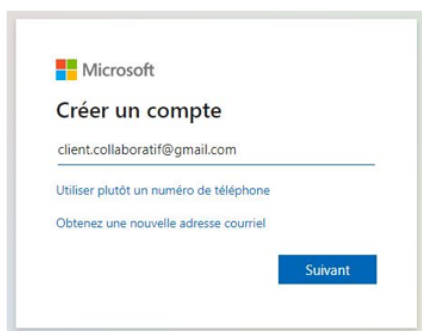 Microsoft
Créer un compte
client.collaboratif@gmail.com
Utiliser plutôt un numéro de téléphone
Obtenez une nouvelle adresse courriel
Suivant